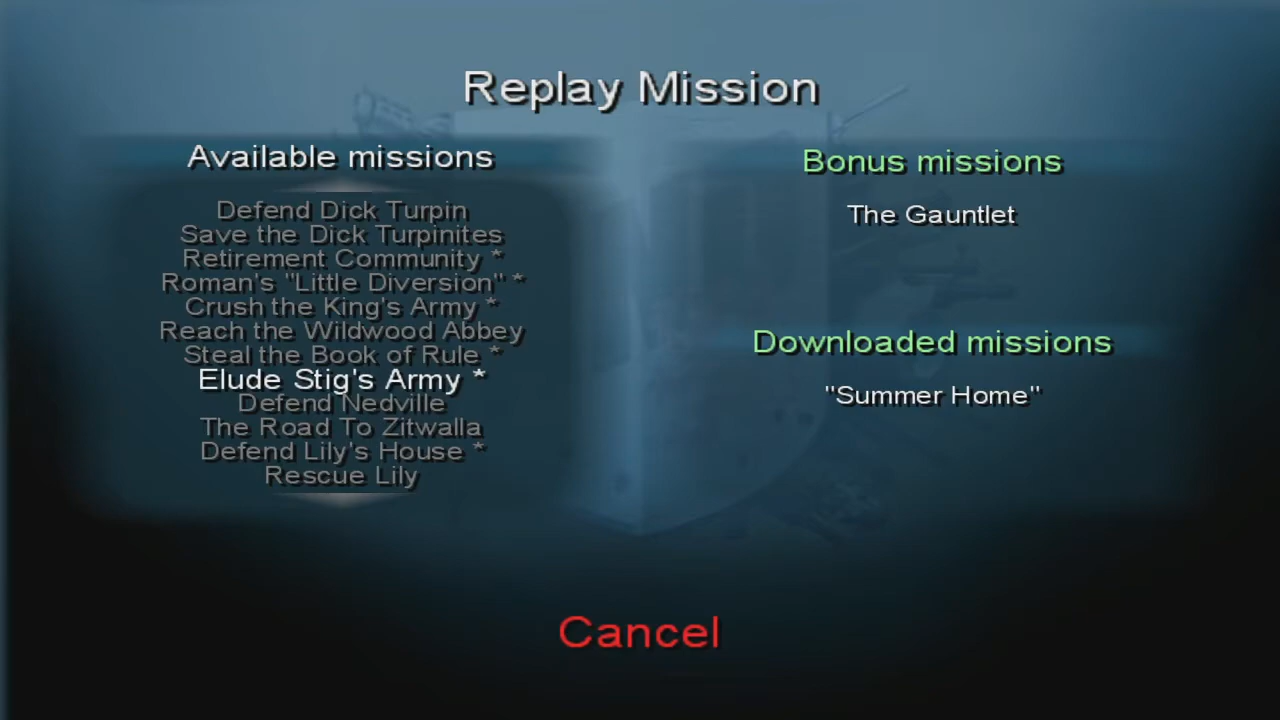 Replay Mission
Available missions
Defend Dick Turpin
Save the Dick Turpinites
Retirement Community *
Roman's "Little Diversion" *
Crush the King's Army *
Reach the Wildwood Abbey
Steal the Book of Rule *
Elude Stig's Army *
Defend Nedville
The Road To Zitwalla
Defend Lily's House *
Rescue Lily
Bonus missions
The Gauntlet
Downloaded missions
"Summer Home"
Cancel